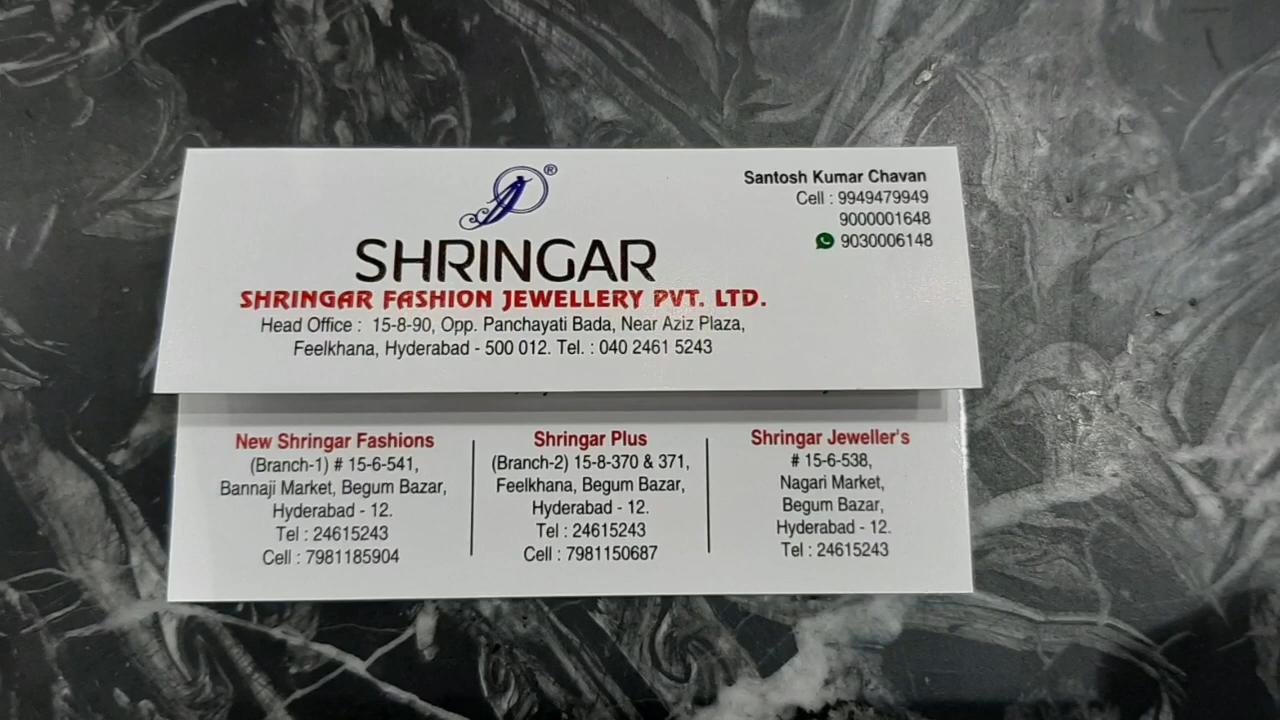 ®
Santosh Kumar Chavan
Cell : 9949479949
9000001648
9030006148
SHRINGAR
SHRINGAR FASHION JEWELLERY PVT. LTD.
Head Office : 15-8-90, Opp. Panchayati Bada, Near Aziz Plaza,
Feelkhana, Hyderabad - 500 012. Tel. : 040 2461 5243
New Shringar Fashions
(Branch-1) # 15-6-541,
Bannaji Market, Begum Bazar,
Hyderabad - 12.
Tel : 24615243
Cell : 7981185904
Shringar Plus
(Branch-2) 15-8-370 & 371,
Feelkhana, Begum Bazar,
Hyderabad - 12.
Tel : 24615243
Cell : 7981150687
Shringar Jeweller's
# 15-6-538,
Nagari Market,
Begum Bazar,
Hyderabad - 12.
Tel : 24615243